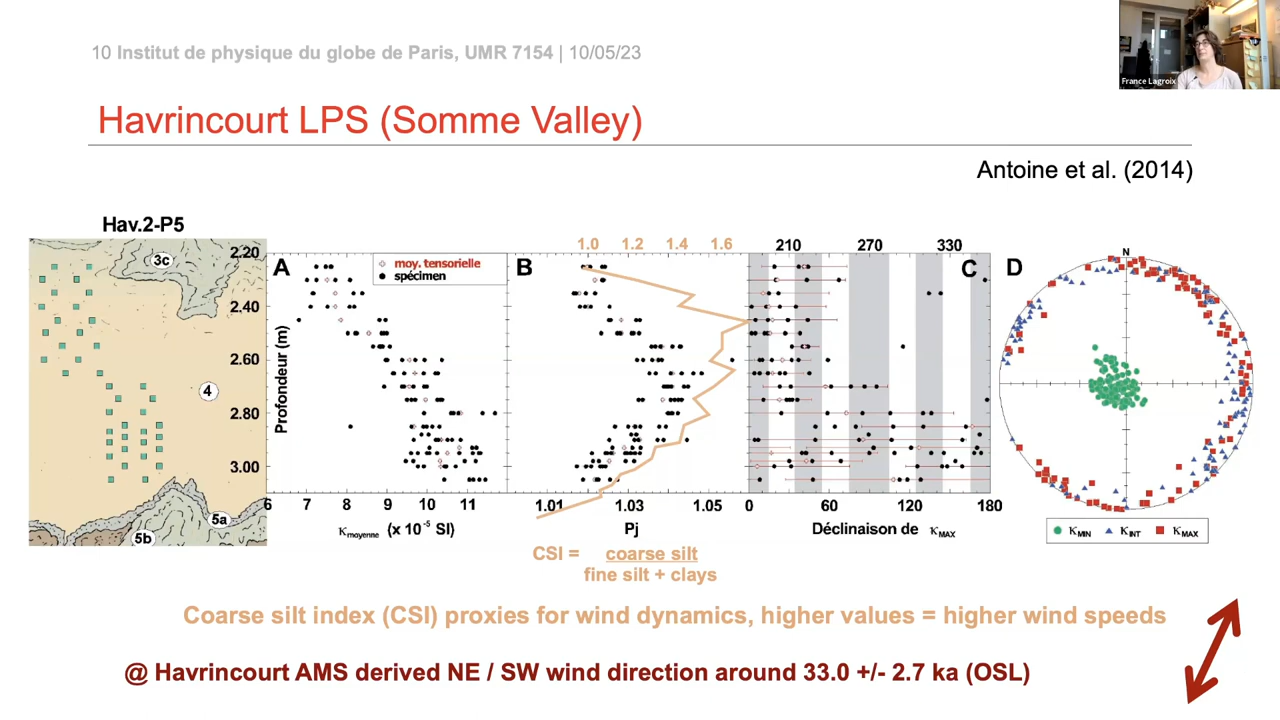 10 Institut de physique du globe de Paris, UMR 7154 | 10/05/23
France Lagroix
Havrincourt LPS (Somme Valley)
Antoine et al. (2014)
Hav.2-P5
3c
4
5a
5b
Profondeur (m)
2.20
2.40
2.60
2.80
3.00
A
moy. tensorielle
spécimen
6 7 8 9 10 11
κmoyenne (x 10⁻⁵ SI)
1.0 1.2 1.4 1.6
B
1.01 1.03 1.05
Pj
210 270 330
C
0 60 120 180
Déclinaison de κMAX
D
N
κMIN κINT κMAX
CSI = coarse silt
fine silt + clays
Coarse silt index (CSI) proxies for wind dynamics, higher values = higher wind speeds
@ Havrincourt AMS derived NE / SW wind direction around 33.0 +/- 2.7 ka (OSL)